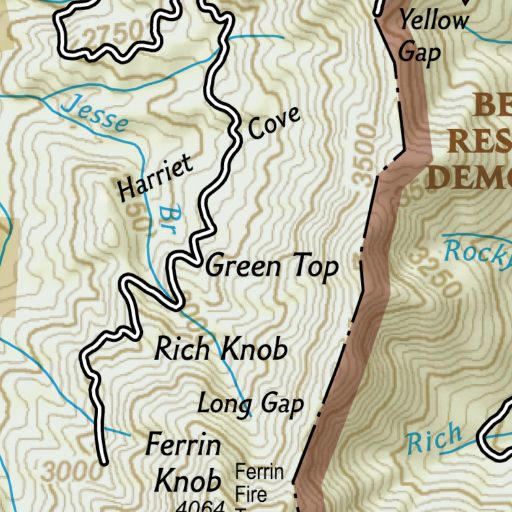 Yellow
Gap
2750
BE
RES
DEMO
Jesse
Cove
3500
Harriet
Br
Rocky
3250
Green Top
Rich Knob
Long Gap
Rich
Ferrin
Knob
4064
Ferrin
Fire
3000